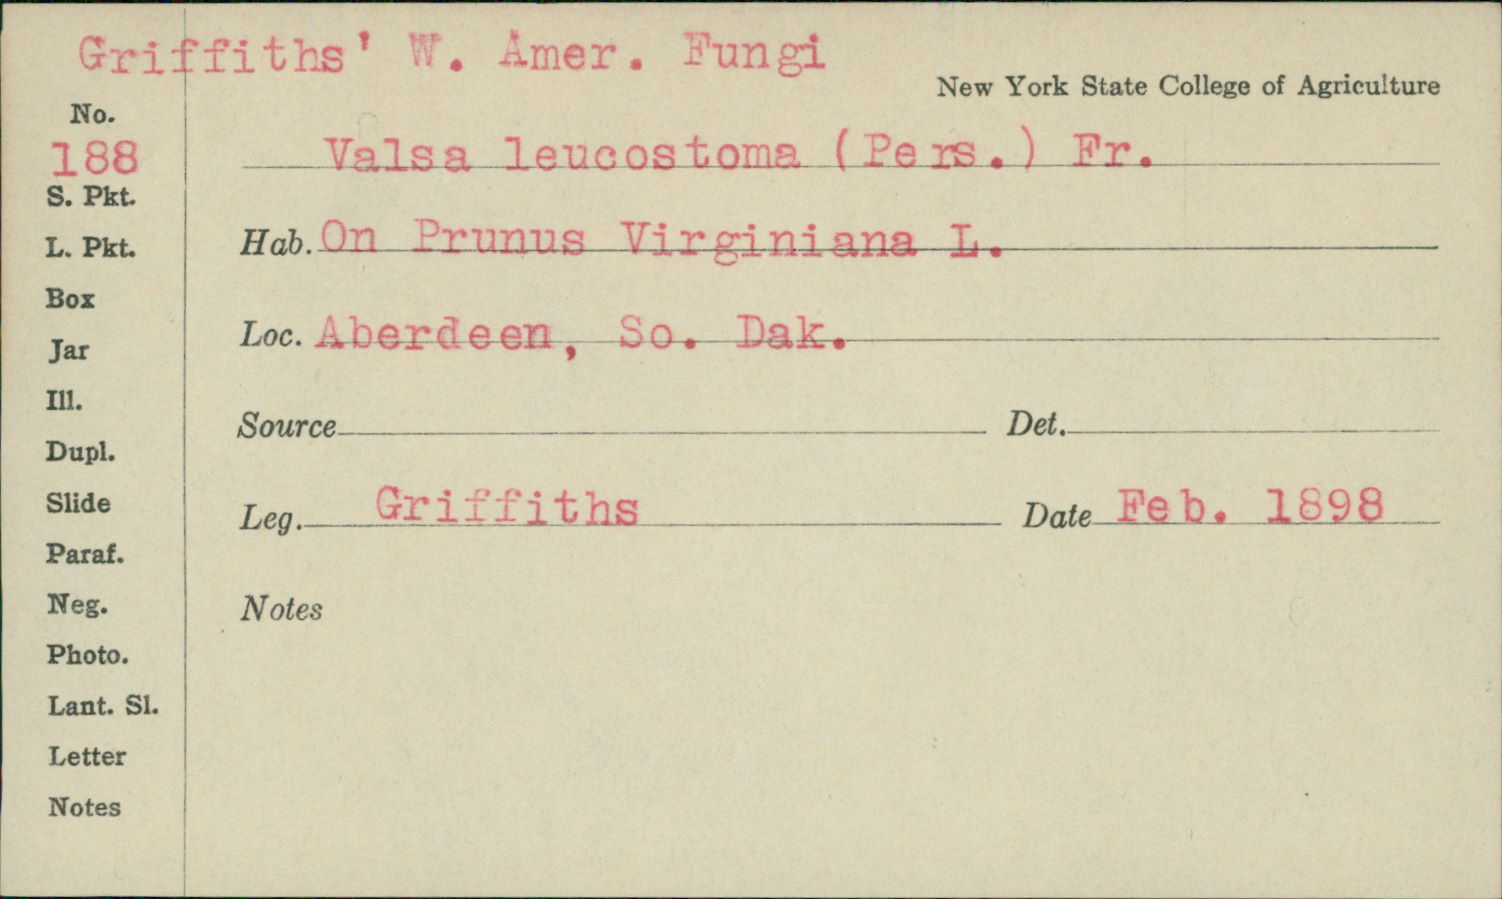 Griffiths' W. Amer. Fungi
New York State College of Agriculture
No.
188
Valsa leucostoma (Pers.) Fr.
S. Pkt.
Hab. On Prunus Virginiana L.
L. Pkt.
Box
Loc. Aberdeen, So. Dak.
Jar
Ill.
Source Det.
Dupl.
Slide
Leg. Griffiths Date Feb. 1898
Paraf.
Neg.
Notes
Photo.
Lant. Sl.
Letter
Notes